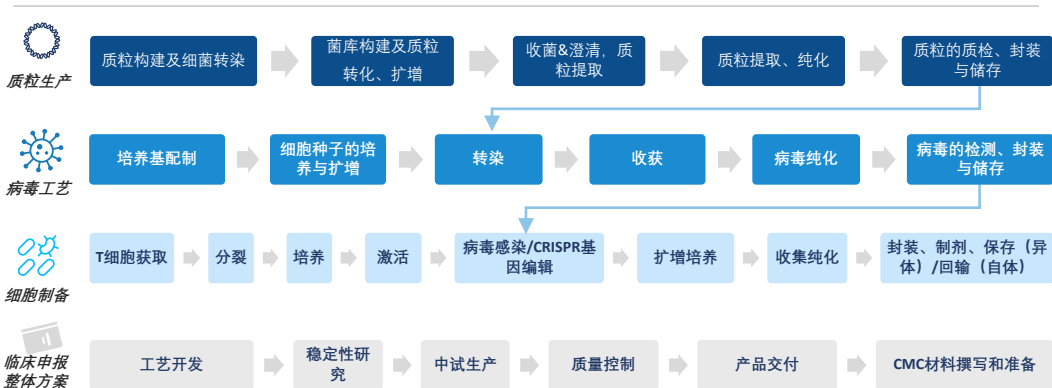 质粒生产
质粒构建及细菌转染
菌库构建及质粒
转化、扩增
收菌&澄清，质
粒提取
质粒提取、纯化
质粒的质检、封装
与储存
病毒工艺
培养基配制
细胞种子的培
养与扩增
转染
收获
病毒纯化
病毒的检测、封装
与储存
细胞制备
T细胞获取
分裂
培养
激活
病毒感染/CRISPR基
因编辑
扩增培养
收集纯化
封装、制剂、保存（异
体）/回输（自体）
临床申报
整体方案
工艺开发
稳定性研
究
中试生产
质量控制
产品交付
CMC材料撰写和准备